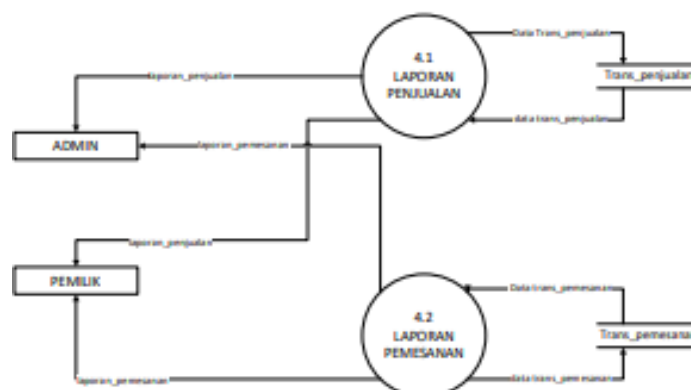 4.1
LAPORAN
PENJUALAN
Data Trans_penjualan
Trans_penjualan
data trans_penjualan
laporan_penjualan
ADMIN
laporan_pemesanan
laporan_penjualan
PEMILIK
4.2
LAPORAN
PEMESANAN
Data trans_pemesanan
Trans_pemesanan
data trans_pemesanan
laporan_pemesanan